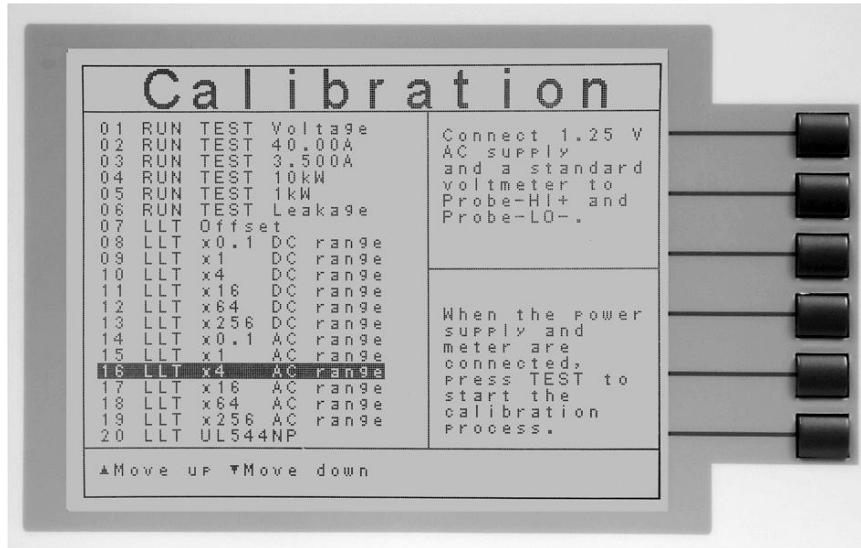 Calibration
01 RUN TEST Voltage
02 RUN TEST 40.00A
03 RUN TEST 3.500A
04 RUN TEST 10kW
05 RUN TEST 1kW
06 RUN TEST Leakage
07 LLT Offset
08 LLT x0.1 DC range
09 LLT x1 DC range
10 LLT x4 DC range
11 LLT x16 DC range
12 LLT x64 DC range
13 LLT x256 DC range
14 LLT x0.1 AC range
15 LLT x1 AC range
16 LLT x4 AC range
17 LLT x16 AC range
18 LLT x64 AC range
19 LLT x256 AC range
20 LLT UL544NP
Connect 1.25 V
AC supply
and a standard
voltmeter to
Probe-HI+ and
Probe-LO-.
When the power
supply and
meter are
connected,
press TEST to
start the
calibration
process.
▲Move up ▼Move down